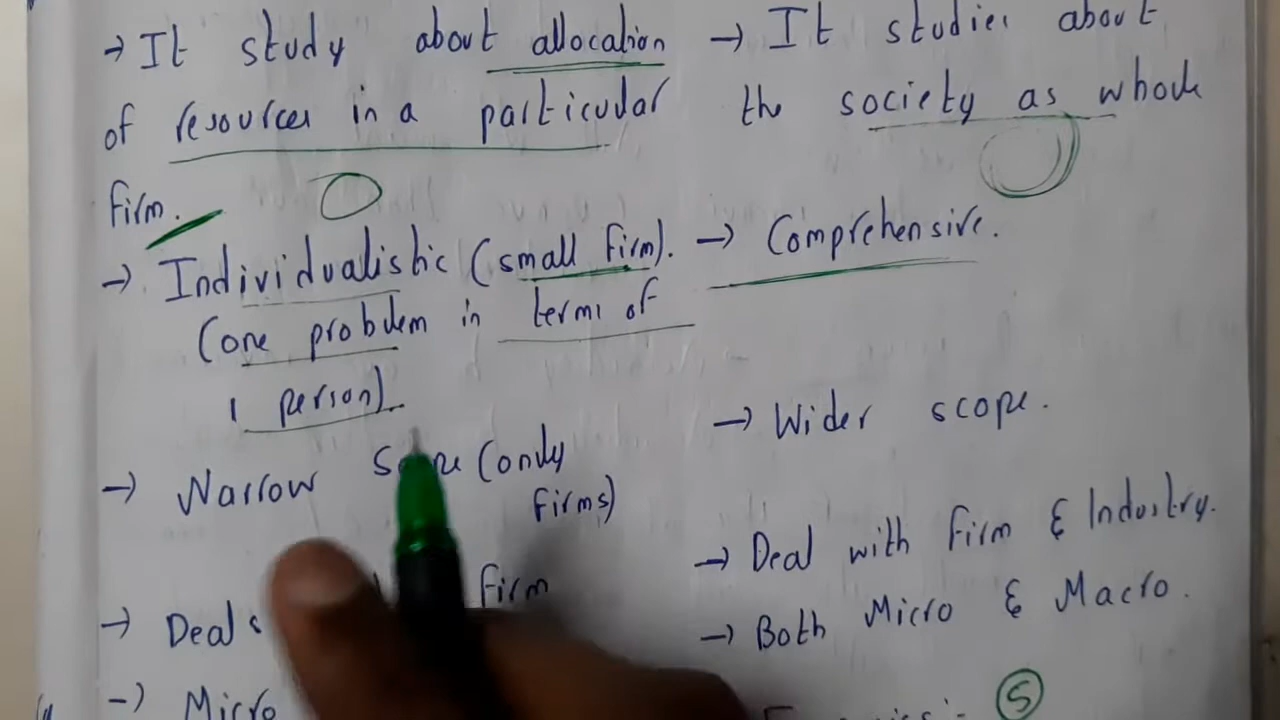 → It study about allocation
of resources in a particular
firm.
→ Individualistic (small firm).
(one problem in terms of
1 person)
→ Narrow (only
firms)
→ Deals firm
→ Micro
→ It studies about
the society as whole
→ Comprehensive.
→ Wider scope.
→ Deal with firm & Industry.
→ Both Micro & Macro.
5